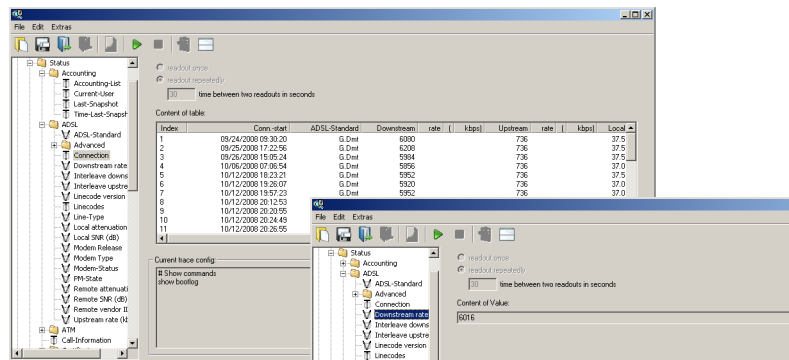 File Edit Extras
Status
Accounting
Accounting-List
Current-User
Last-Snapshot
Time-Last-Snapsh
ADSL
ADSL-Standard
Advanced
Connection
Downstream rate
Interleave downs
Interleave upstre
Linecode version
Linecodes
Line-Type
Local attenuation
Local SNR (dB)
Modem Release
Modem Type
Modem-Status
PM-State
Remote attenuati
Remote SNR (dB)
Remote vendor II
Upstream rate (kl
ATM
Call-Information
readout once
readout repeatedly
30 time between two readouts in seconds
Content of table:
Index Conn.-start ADSL-Standard Downstream rate ( kbps) Upstream rate ( kbps) Local
1 09/24/2008 09:30:20 G.Dmt 6080 736 37.5
2 09/25/2008 17:22:56 G.Dmt 6208 736 37.5
3 09/26/2008 15:05:24 G.Dmt 5984 736 37.5
4 10/06/2008 07:06:54 G.Dmt 5856 736 37.0
5 10/12/2008 18:23:21 G.Dmt 5952 736 37.5
6 10/12/2008 19:26:07 G.Dmt 5920 736 37.0
7 10/12/2008 19:57:23 G.Dmt 5952 736 37.5
8 10/12/2008 20:12:53
9 10/12/2008 20:20:55
10 10/12/2008 20:24:49
11 10/12/2008 20:26:55
Current trace config:
# Show commands
show bootlog
File Edit Extras
Status
Accounting
ADSL
ADSL-Standard
Advanced
Connection
Downstream rate
Interleave downs
Interleave upstre
Linecode version
Linecodes
readout once
readout repeatedly
30 time between two readouts in seconds
Content of Value:
6016